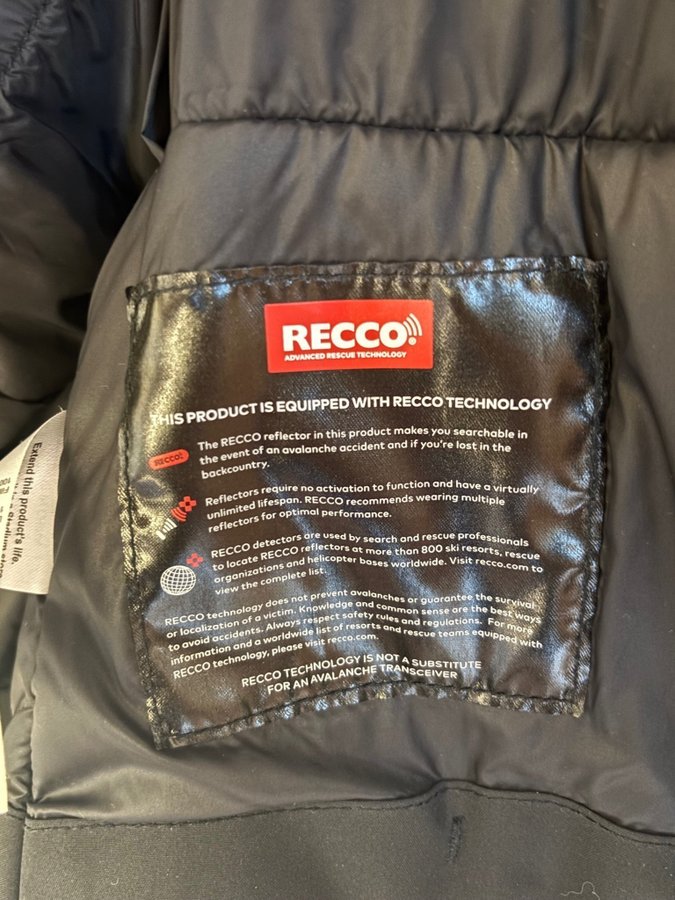 RECCO
ADVANCED RESCUE TECHNOLOGY
THIS PRODUCT IS EQUIPPED WITH RECCO TECHNOLOGY
RECCO
The RECCO reflector in this product makes you searchable in
the event of an avalanche accident and if you're lost in the
backcountry.
Reflectors require no activation to function and have a virtually
unlimited lifespan. RECCO recommends wearing multiple
reflectors for optimal performance.
RECCO detectors are used by search and rescue professionals
to locate RECCO reflectors at more than 800 ski resorts, rescue
organizations and helicopter bases worldwide. Visit recco.com to
view the complete list.
RECCO technology does not prevent avalanches or guarantee the survival
or localization of a victim. Knowledge and common sense are the best ways
to avoid accidents. Always respect safety rules and regulations. For more
information and a worldwide list of resorts and rescue teams equipped with
RECCO technology, please visit recco.com.
RECCO TECHNOLOGY IS NOT A SUBSTITUTE
FOR AN AVALANCHE TRANSCEIVER
Extend this product's life,